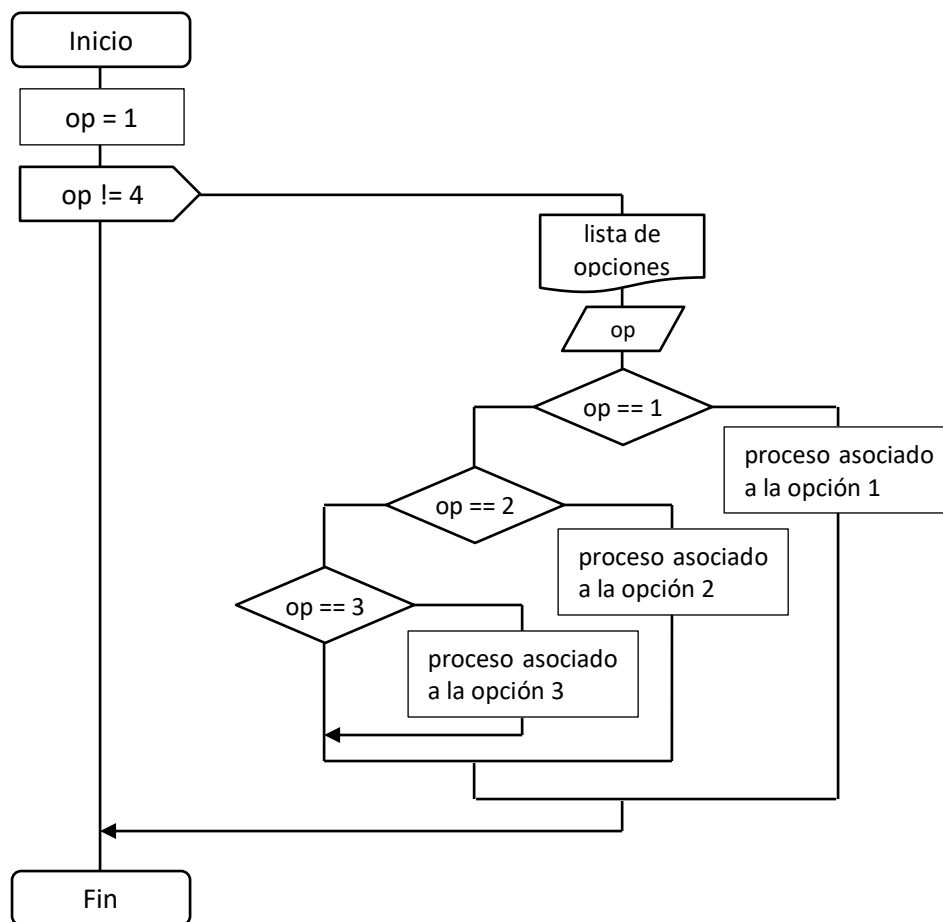 Inicio
op = 1
op != 4
lista de
opciones
op
op == 1
proceso asociado
a la opción 1
op == 2
proceso asociado
a la opción 2
op == 3
proceso asociado
a la opción 3
Fin